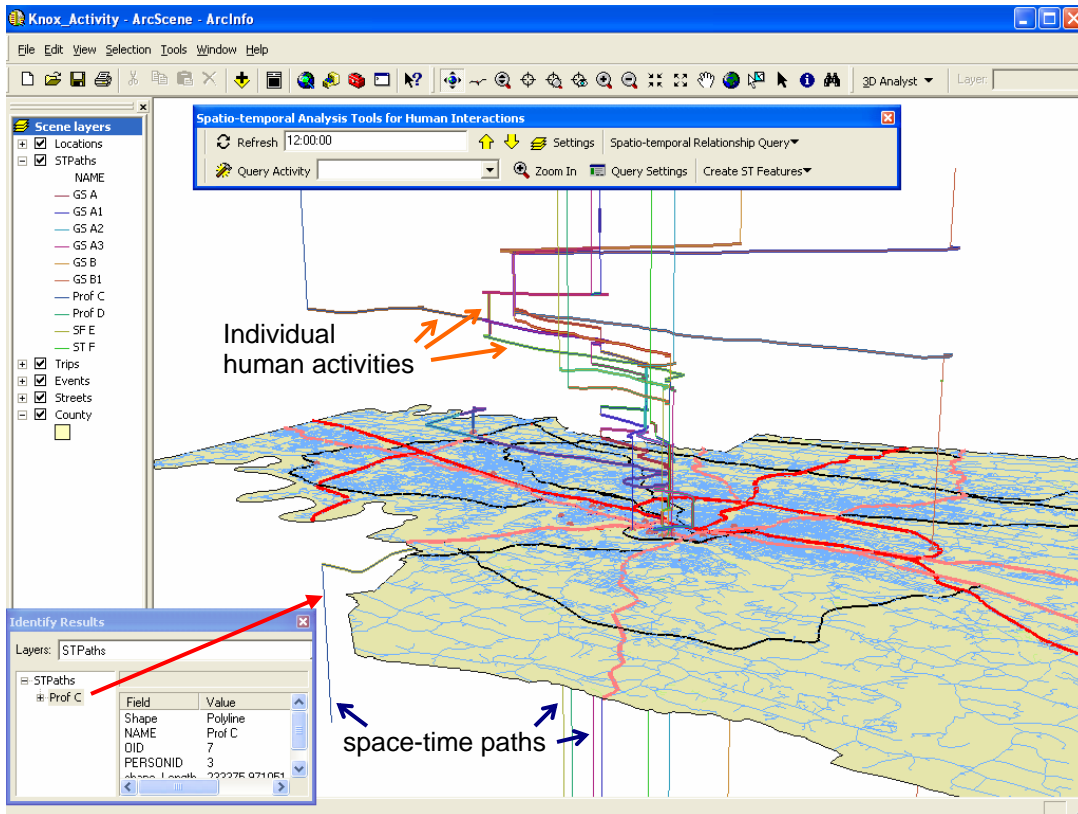 Knox_Activity - ArcScene - ArcInfo
File Edit View Selection Tools Window Help
3D Analyst Layer:
Scene layers
Locations
STPaths
NAME
GS A
GS A1
GS A2
GS A3
GS B
GS B1
Prof C
Prof D
SF E
ST F
Trips
Events
Streets
County
Spatio-temporal Analysis Tools for Human Interactions
Refresh 12:00:00 Settings Spatio-temporal Relationship Query
Query Activity Zoom In Query Settings Create ST Features
Individual
human activities
space-time paths
Identify Results
Layers: STPaths
STPaths
Prof C
Field Value
Shape Polyline
NAME Prof C
OID 7
PERSONID 3